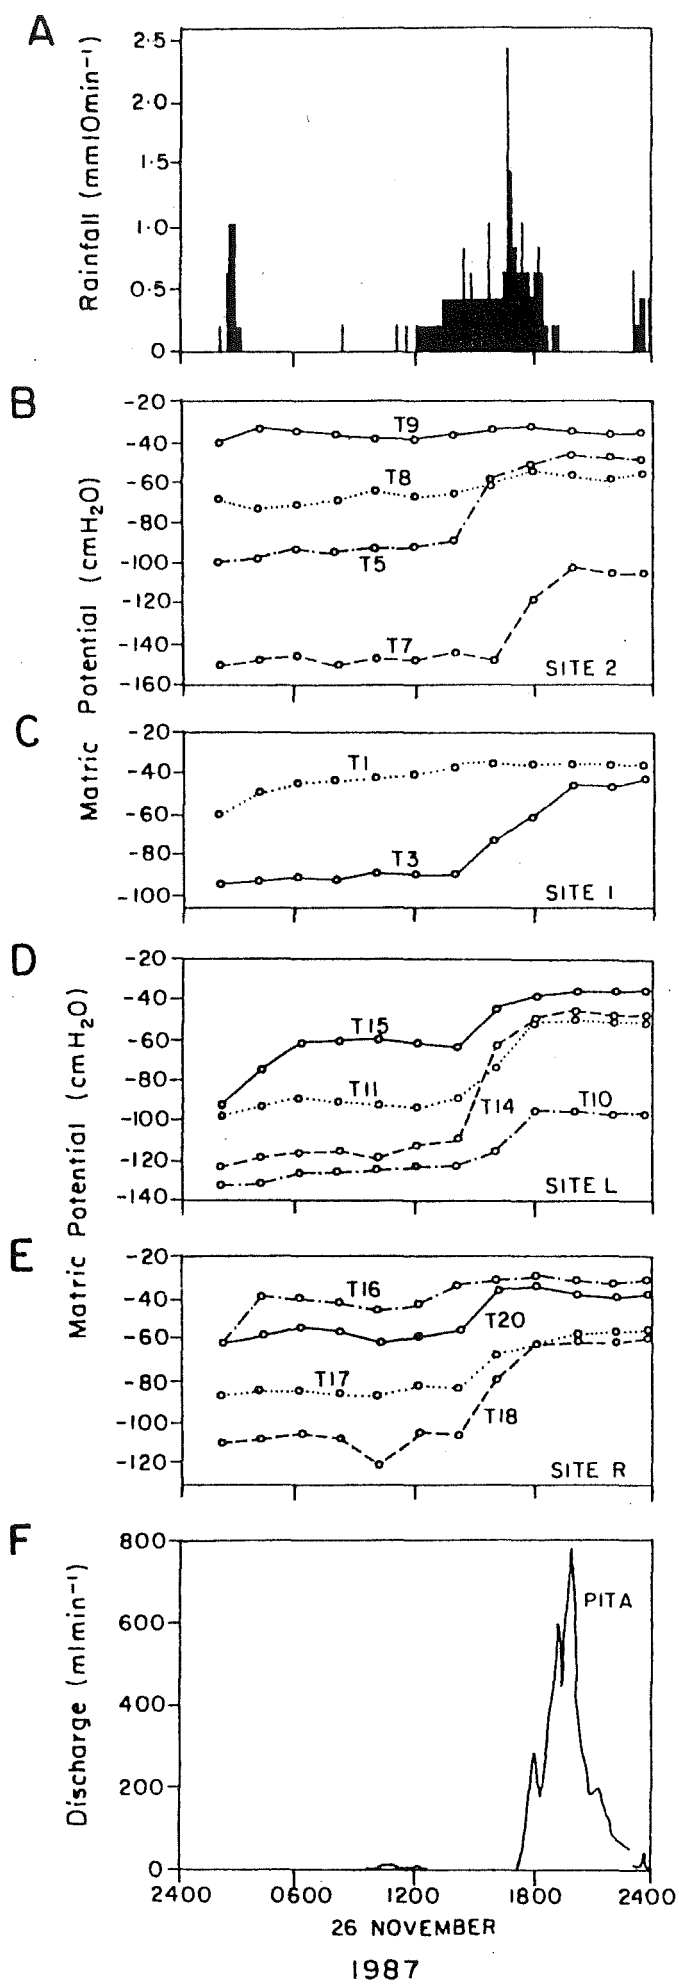 A
Rainfall (mm10min⁻¹)
2·5
2·0
1·5
1·0
0·5
0
B
Matric Potential (cmH₂O)
-20
-40
-60
-80
-100
-120
-140
-160
T9
T8
T5
T7
SITE 2
C
-20
-40
-60
-80
-100
T1
T3
SITE 1
D
Matric Potential (cmH₂O)
-20
-40
-60
-80
-100
-120
-140
T15
T11
T14
T10
SITE L
E
-20
-40
-60
-80
-100
-120
T16
T20
T17
T18
SITE R
F
Discharge (mlmin⁻¹)
800
600
400
200
0
PITA
2400 0600 1200 1800 2400
26 NOVEMBER
1987